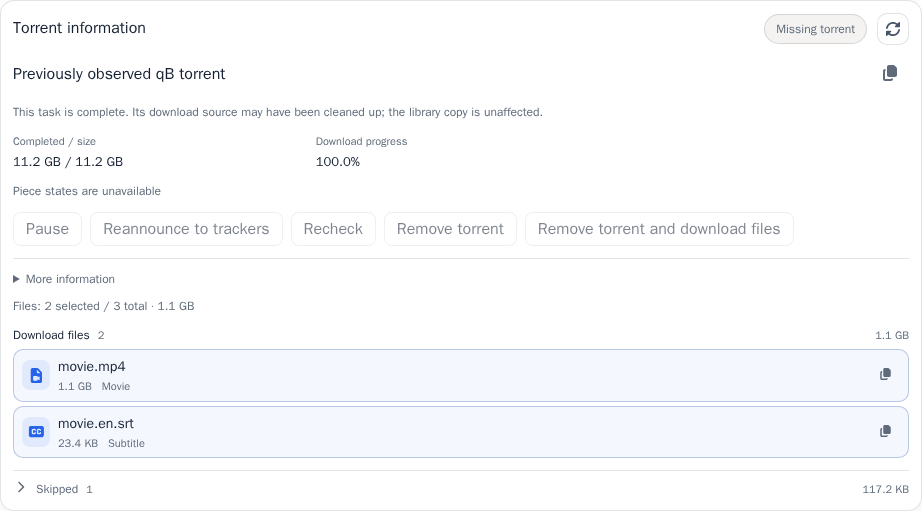 Torrent information
Missing torrent
Previously observed qB torrent
This task is complete. Its download source may have been cleaned up; the library copy is unaffected.
Completed / size
Download progress
11.2 GB / 11.2 GB
100.0%
Piece states are unavailable
Pause
Reannounce to trackers
Recheck
Remove torrent
Remove torrent and download files
More information
Files: 2 selected / 3 total · 1.1 GB
Download files 2
1.1 GB
movie.mp4
1.1 GB Movie
CC
movie.en.srt
23.4 KB Subtitle
Skipped 1
117.2 KB